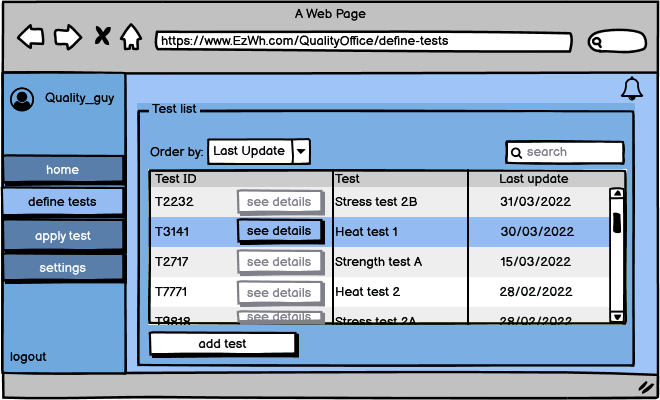 A Web Page
https://www.EzWh.com/QualityOffice/define-tests
Quality_guy
home
define tests
apply test
settings
logout
Test list
Order by: Last Update
search
Test ID Test Last update
T2232 see details Stress test 2B 31/03/2022
T3141 see details Heat test 1 30/03/2022
T2717 see details Strength test A 15/03/2022
T7771 see details Heat test 2 28/02/2022
T9818 see details Stress test 2A 28/02/2022
add test